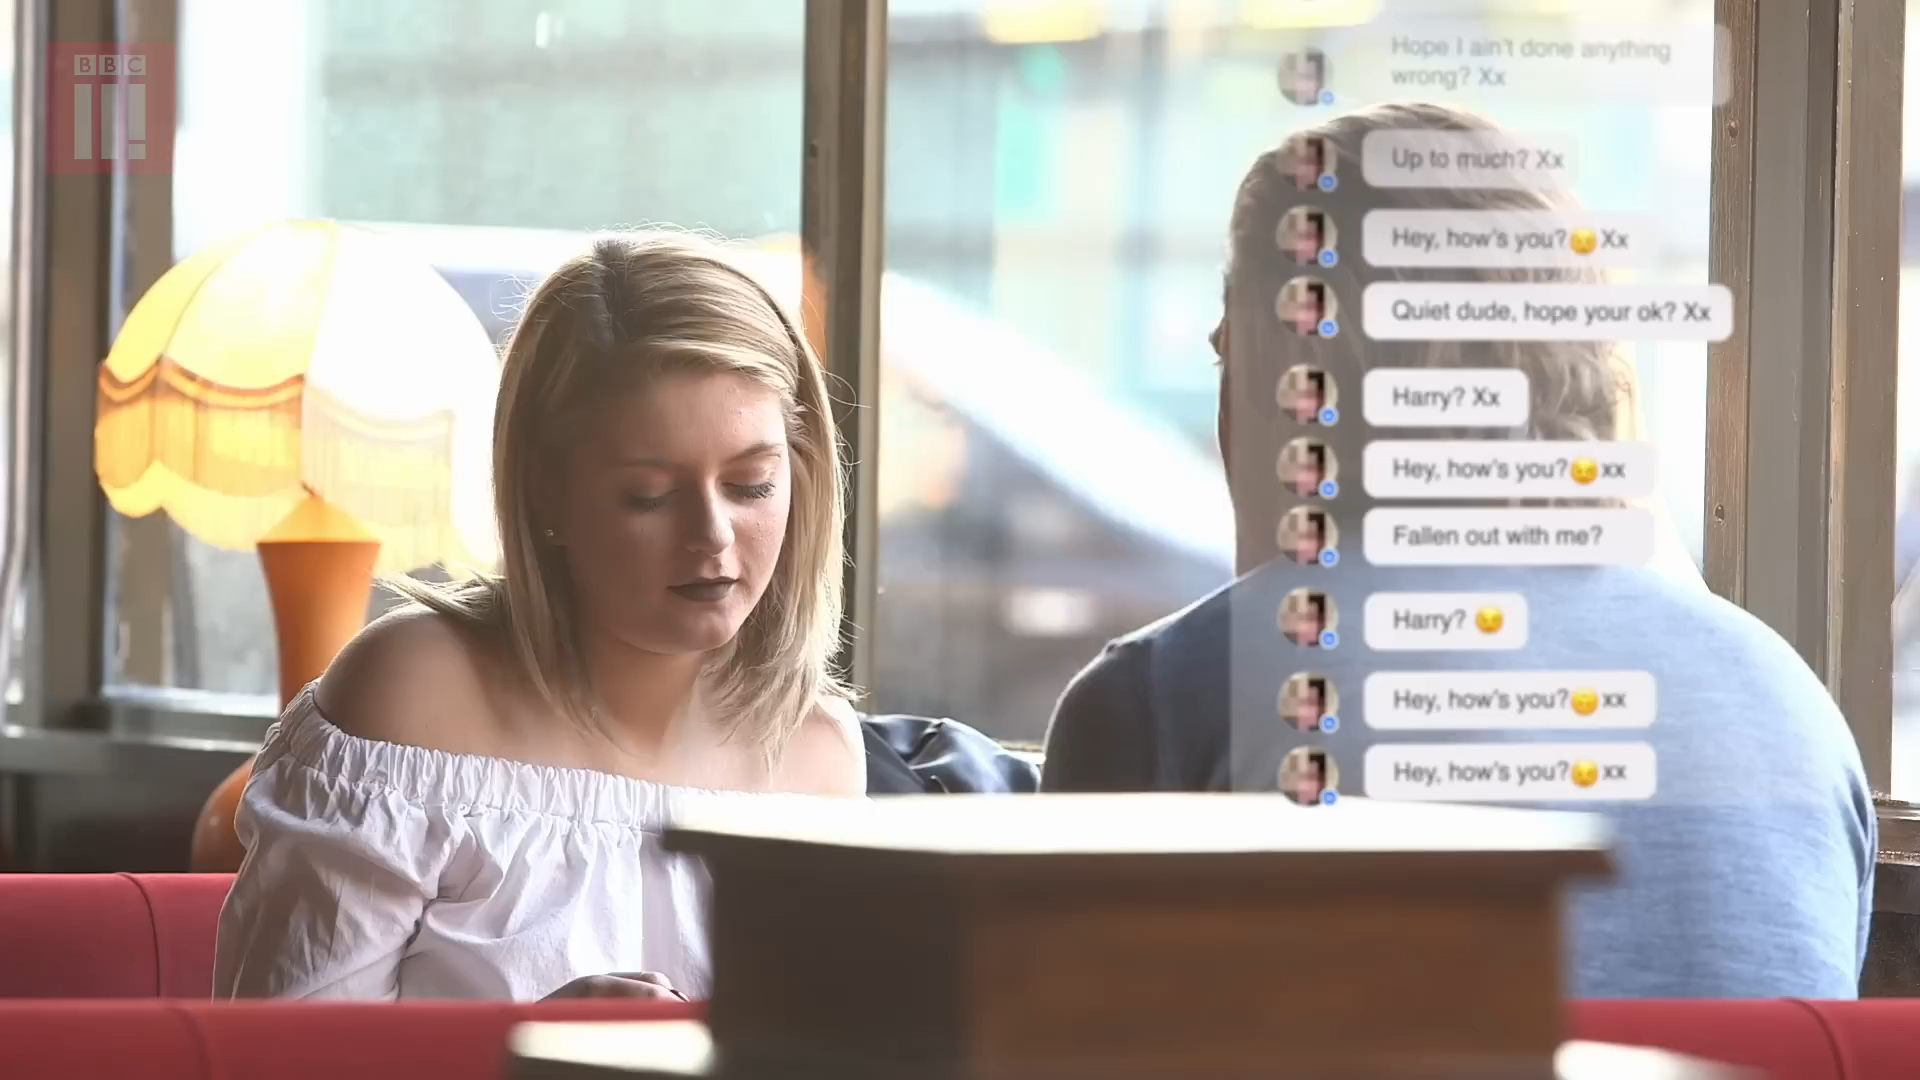 BBC
Hope I ain't done anything
wrong? Xx
Up to much? Xx
Hey, how's you?😉 Xx
Quiet dude, hope your ok? Xx
Harry? Xx
Hey, how's you?😉 xx
Fallen out with me?
Harry? 😉
Hey, how's you?😊 xx
Hey, how's you?😉 xx